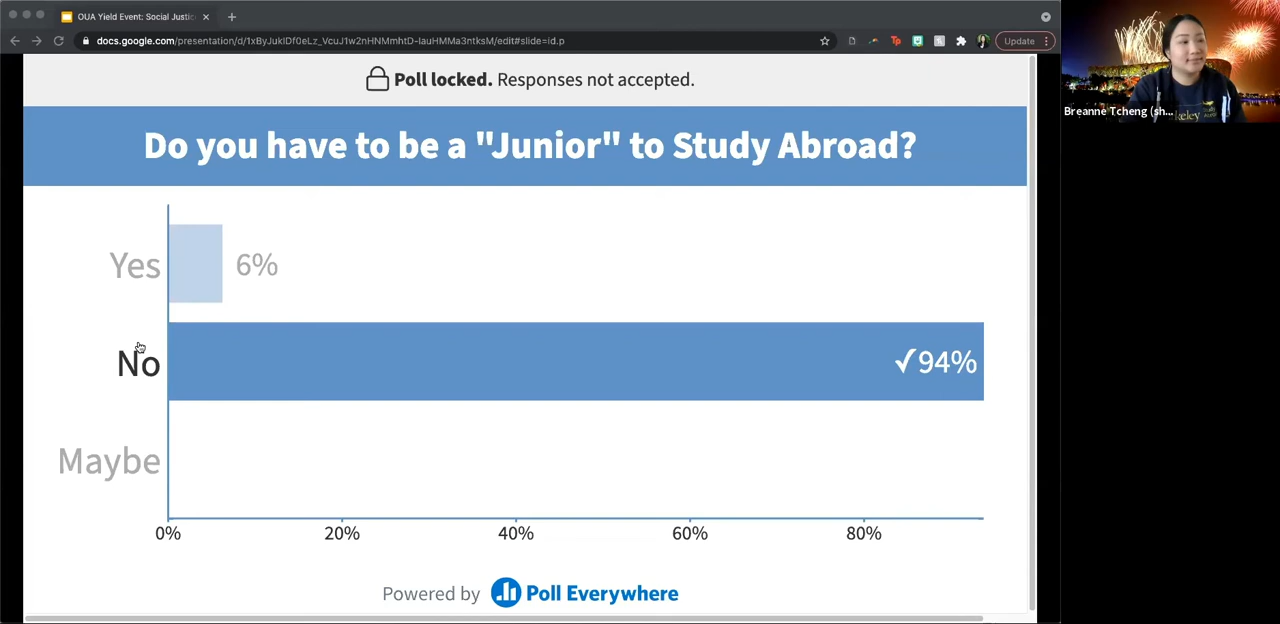 OUA Yield Event: Social Justic
docs.google.com/presentation/d/1xByJukIDf0eLz_VcuJ1w2nHNMmhtD-IauHMMa3ntksM/edit#slide=id.p
Update
Breanne Tcheng (sh...
keley
Poll locked. Responses not accepted.
Do you have to be a "Junior" to Study Abroad?
Yes
6%
No
✓94%
Maybe
0% 20% 40% 60% 80%
Powered by Poll Everywhere